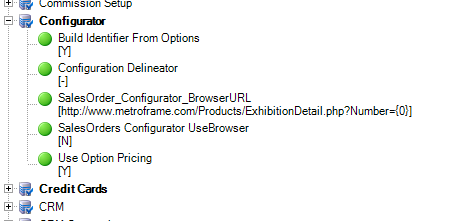 Commission Setup
Configurator
Build Identifier From Options
[Y]
Configuration Delineator
[-]
SalesOrder_Configurator_BrowserURL
[http://www.metroframe.com/Products/ExhibitionDetail.php?Number={0}]
SalesOrders Configurator UseBrowser
[N]
Use Option Pricing
[Y]
Credit Cards
CRM